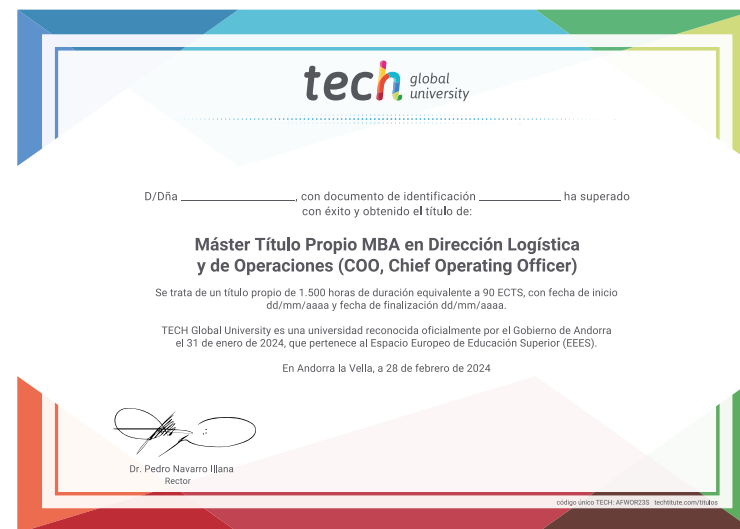 tech global university
D/Dña ______________, con documento de identificación ______________ ha superado
con éxito y obtenido el título de:
Máster Título Propio MBA en Dirección Logística
y de Operaciones (COO, Chief Operating Officer)
Se trata de un título propio de 1.500 horas de duración equivalente a 90 ECTS, con fecha de inicio
dd/mm/aaaa y fecha de finalización dd/mm/aaaa.
TECH Global University es una universidad reconocida oficialmente por el Gobierno de Andorra
el 31 de enero de 2024, que pertenece al Espacio Europeo de Educación Superior (EEES).
En Andorra la Vella, a 28 de febrero de 2024
Dr. Pedro Navarro Illana
Rector
código único TECH: AFWOR23S techtitute.com/titulos